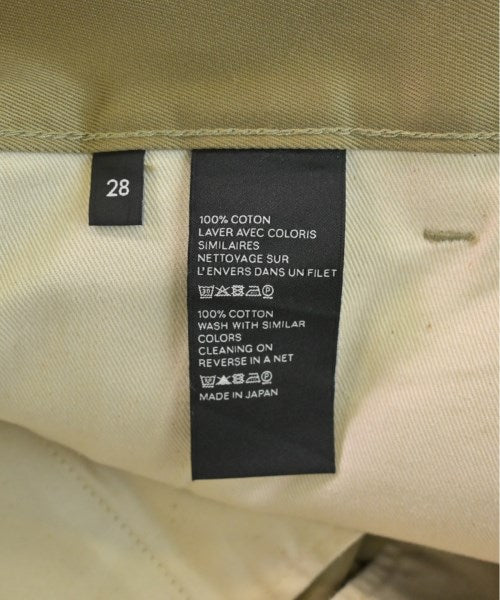 28
100% COTON
LAVER AVEC COLORIS
SIMILAIRES
NETTOYAGE SUR
L'ENVERS DANS UN FILET
100% COTTON
WASH WITH SIMILAR
COLORS
CLEANING ON
REVERSE IN A NET
MADE IN JAPAN